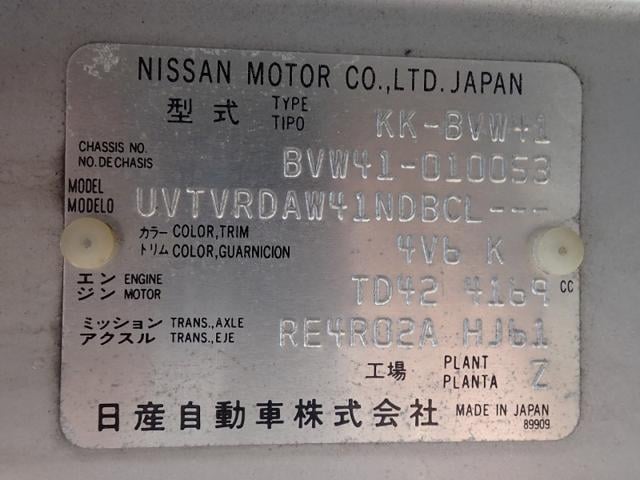 NISSAN MOTOR CO.,LTD. JAPAN
型式 TYPE TIPO KK-BVW41
CHASSIS NO. NO. DE CHASIS BVW41-010053
MODEL MODELO UVTVRDAW41NDBCL---
カラー COLOR,TRIM トリム COLOR,GUARNICION 4V6 K
エンジン ENGINE MOTOR TD42 4169 CC
ミッション TRANS.,AXLE アクスル TRANS.,EJE RE4R02A HJ61
工場 PLANT PLANTA Z
日産自動車株式会社 MADE IN JAPAN
89909